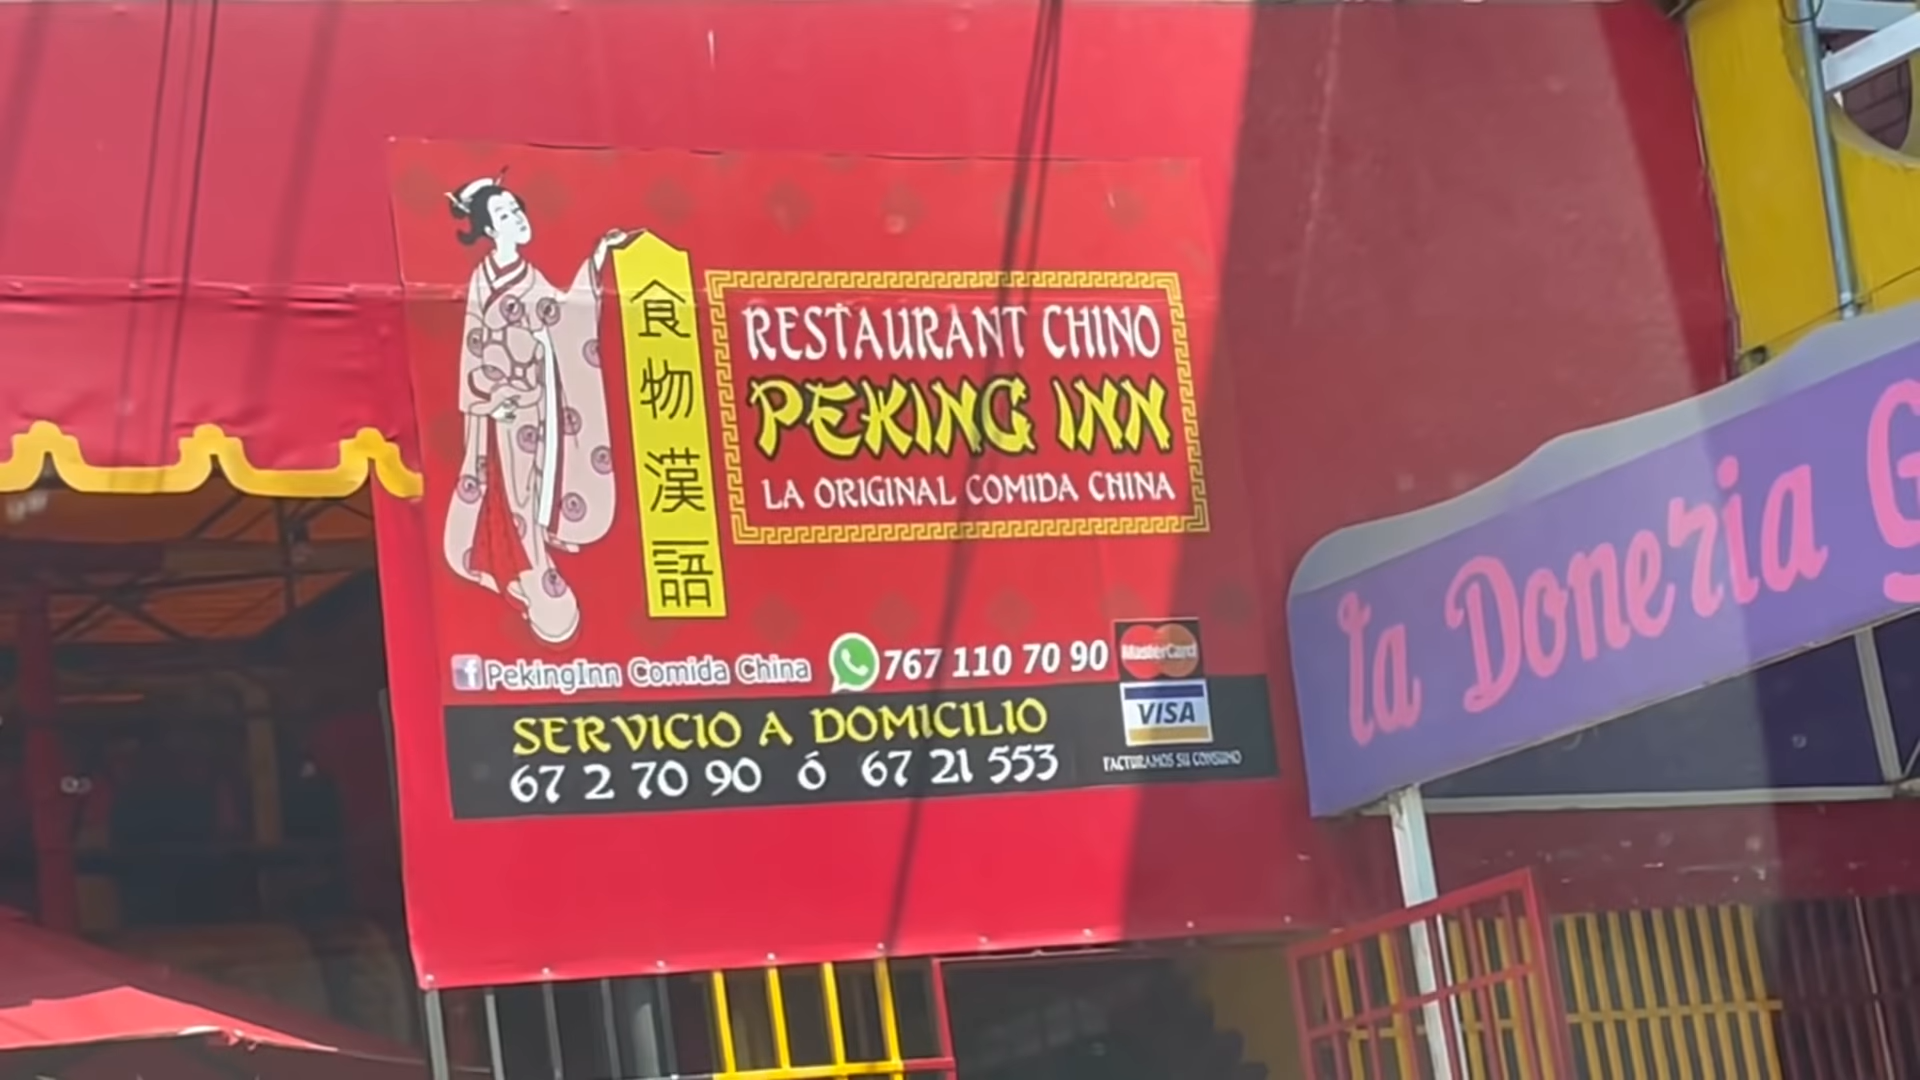 食物漢語
RESTAURANT CHINO
PEKING INN
LA ORIGINAL COMIDA CHINA
f PekingInn Comida China
767 110 70 90
MasterCard
SERVICIO A DOMICILIO
67 2 70 90 ó 67 21 553
VISA
FACTURAMOS SU CONSUMO
la Doneria G